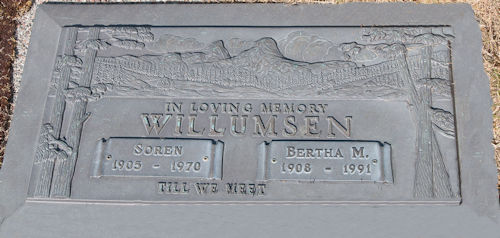 IN LOVING MEMORY
WILLUMSEN
SOREN
1905 - 1970
BERTHA M.
1908 - 1991
TILL WE MEET